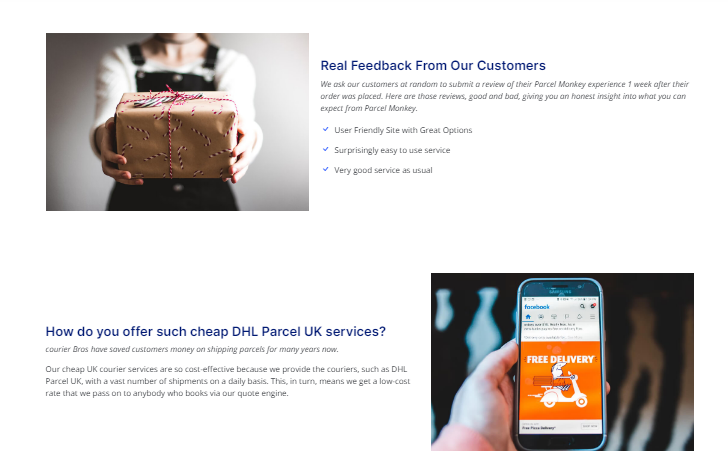 Real Feedback From Our Customers
We ask our customers at random to submit a review of their Parcel Monkey experience 1 week after their
order was placed. Here are those reviews, good and bad, giving you an honest insight into what you can
expect from Parcel Monkey.
User Friendly Site with Great Options
Surprisingly easy to use service
Very good service as usual
SAMSUNG
facebook
FREE DELIVERY
Free Pizza Delivery*
How do you offer such cheap DHL Parcel UK services?
courier Bros have saved customers money on shipping parcels for many years now.
Our cheap UK courier services are so cost-effective because we provide the couriers, such as DHL
Parcel UK, with a vast number of shipments on a daily basis. This, in turn, means we get a low-cost
rate that we pass on to anybody who books via our quote engine.